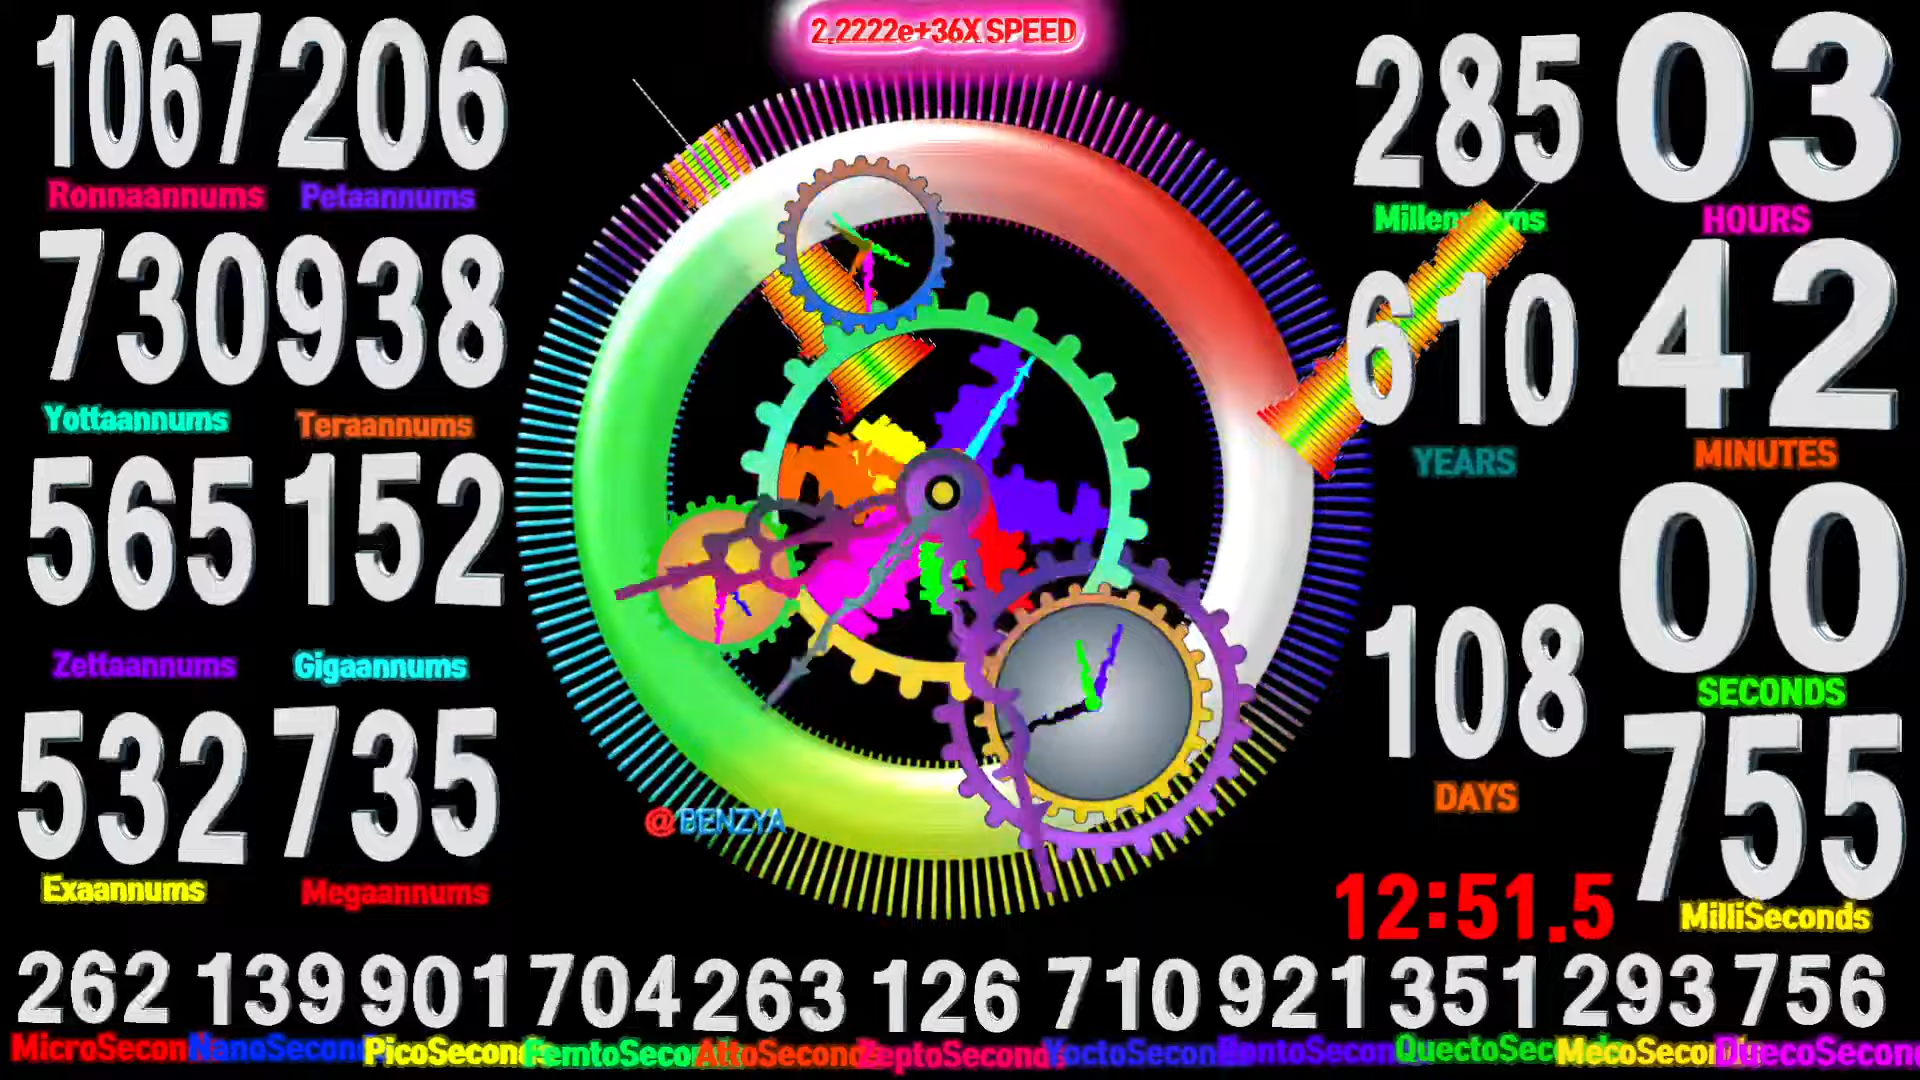 2.2222e+36X SPEED
1067 206
Ronnaannums Petaannums
730 938
Yottaannums Teraannums
565 152
Zettaannums Gigaannums
532 735
Exaannums Megaannums
285 03
HOURS
610 42
YEARS MINUTES
108 00
DAYS SECONDS
755
MilliSeconds
12:51.5
@BENZYA
262 139 901 704 263 126 710 921 351 293 756